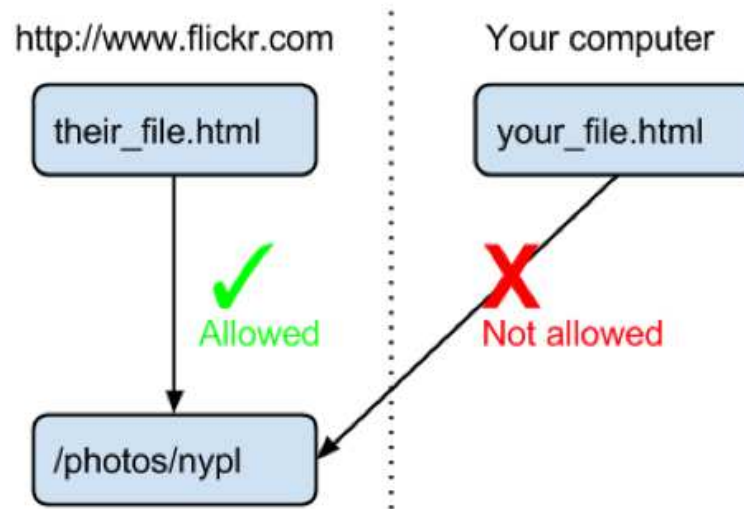 http://www.flickr.com
Your computer
their_file.html
your_file.html
✓
X
Allowed
Not allowed
/photos/nypl